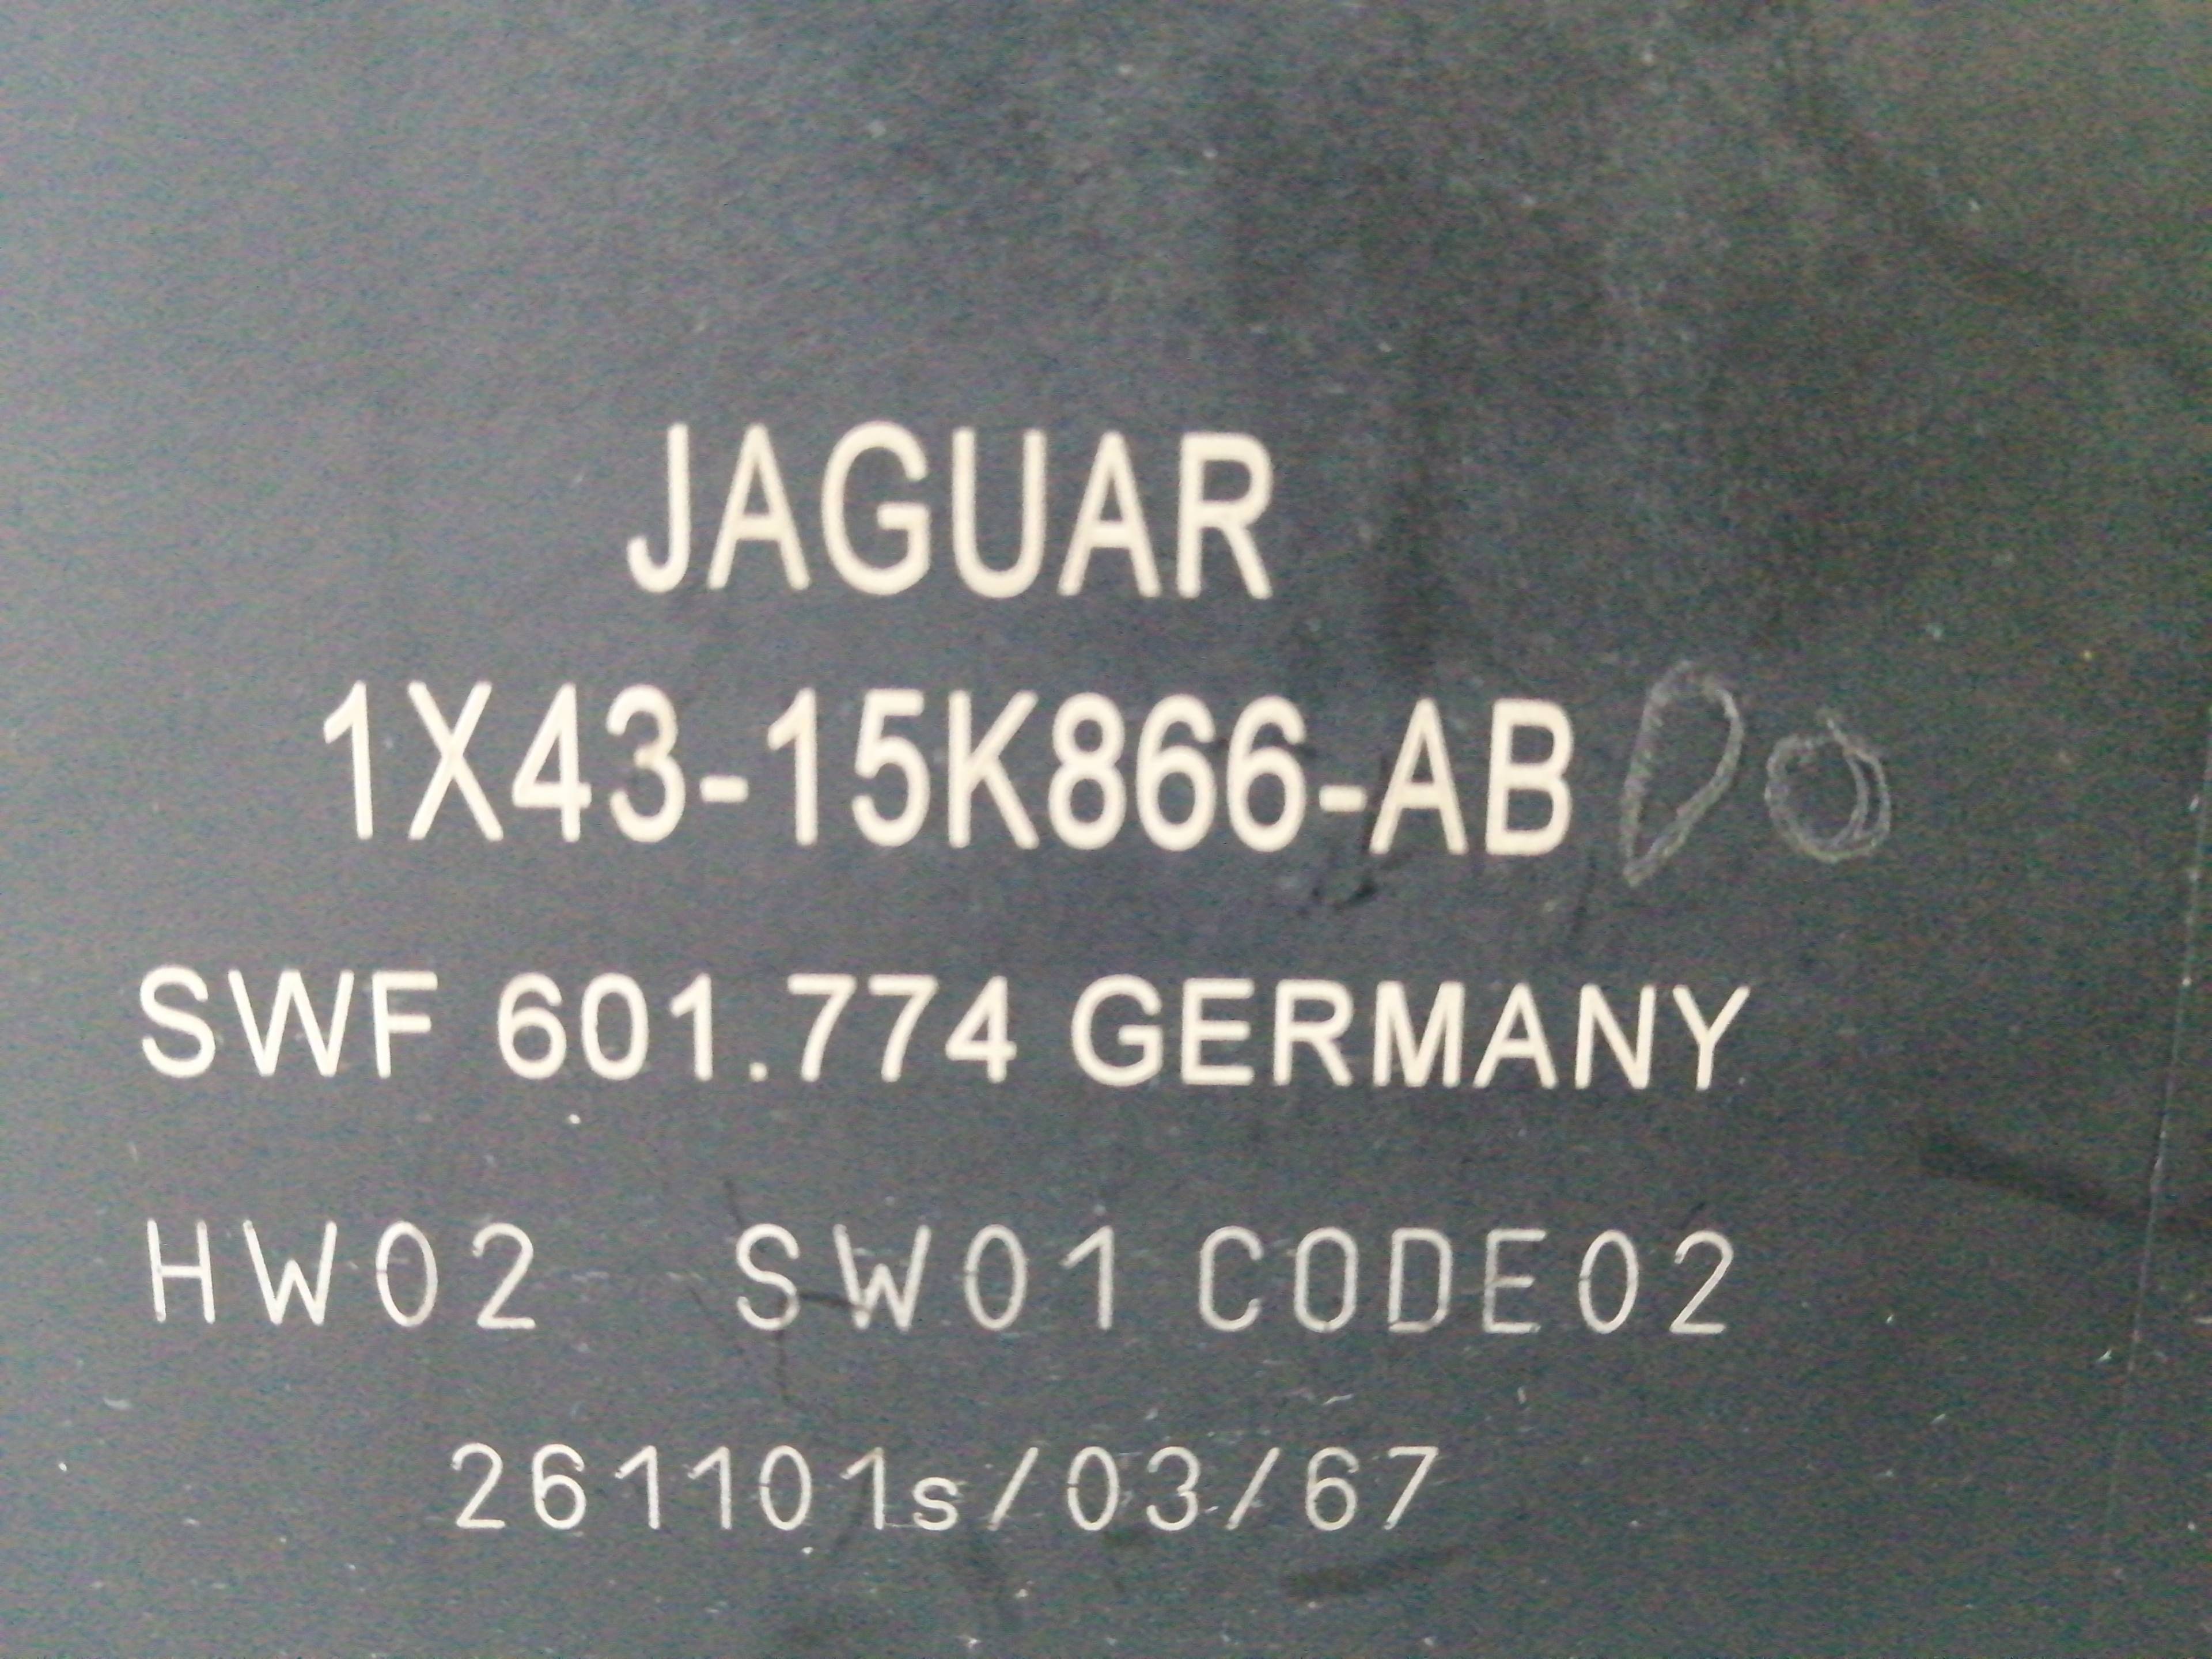 JAGUAR
1X43-15K866-AB
SWF 601.774 GERMANY
HW02 SW01 CODE02
261101s/03/67